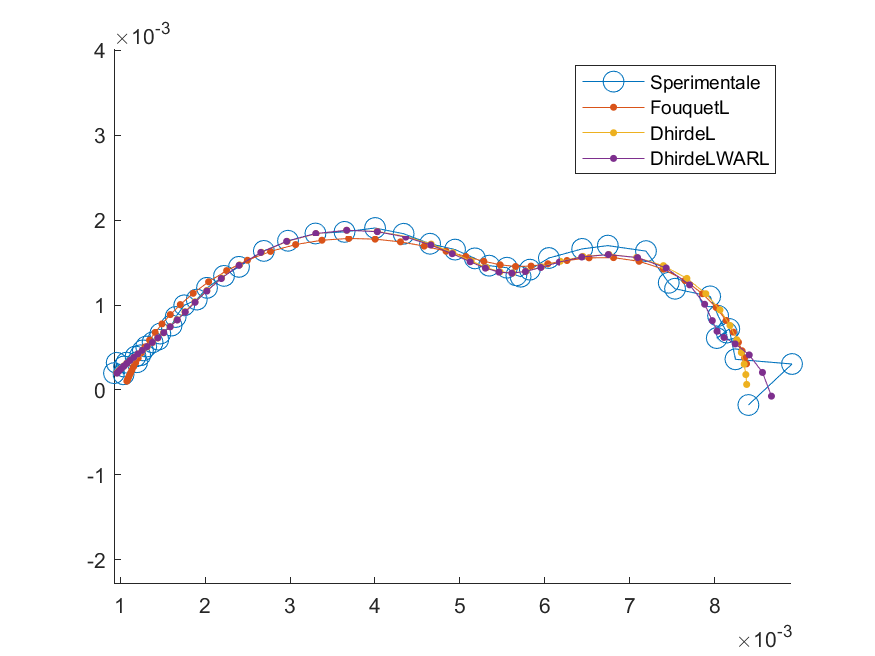 ×10⁻³
4
3
2
1
0
-1
-2
Sperimentale
FouquetL
DhirdeL
DhirdeLWARL
1 2 3 4 5 6 7 8
×10⁻³